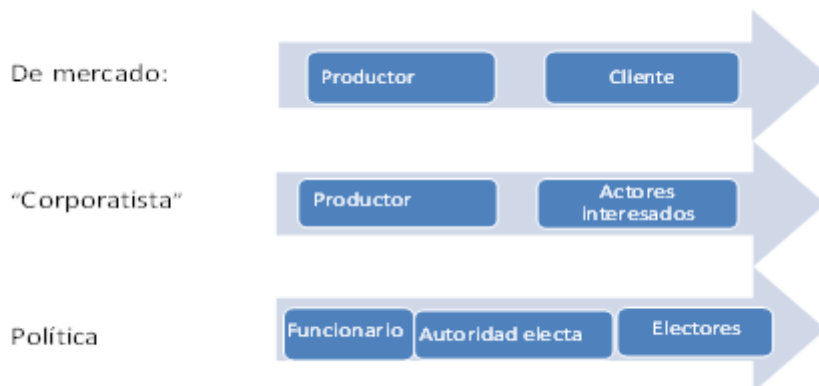 De mercado:
Productor
Cliente
"Corporatista"
Productor
Actores
interesados
Política
Funcionario
Autoridad electa
Electores